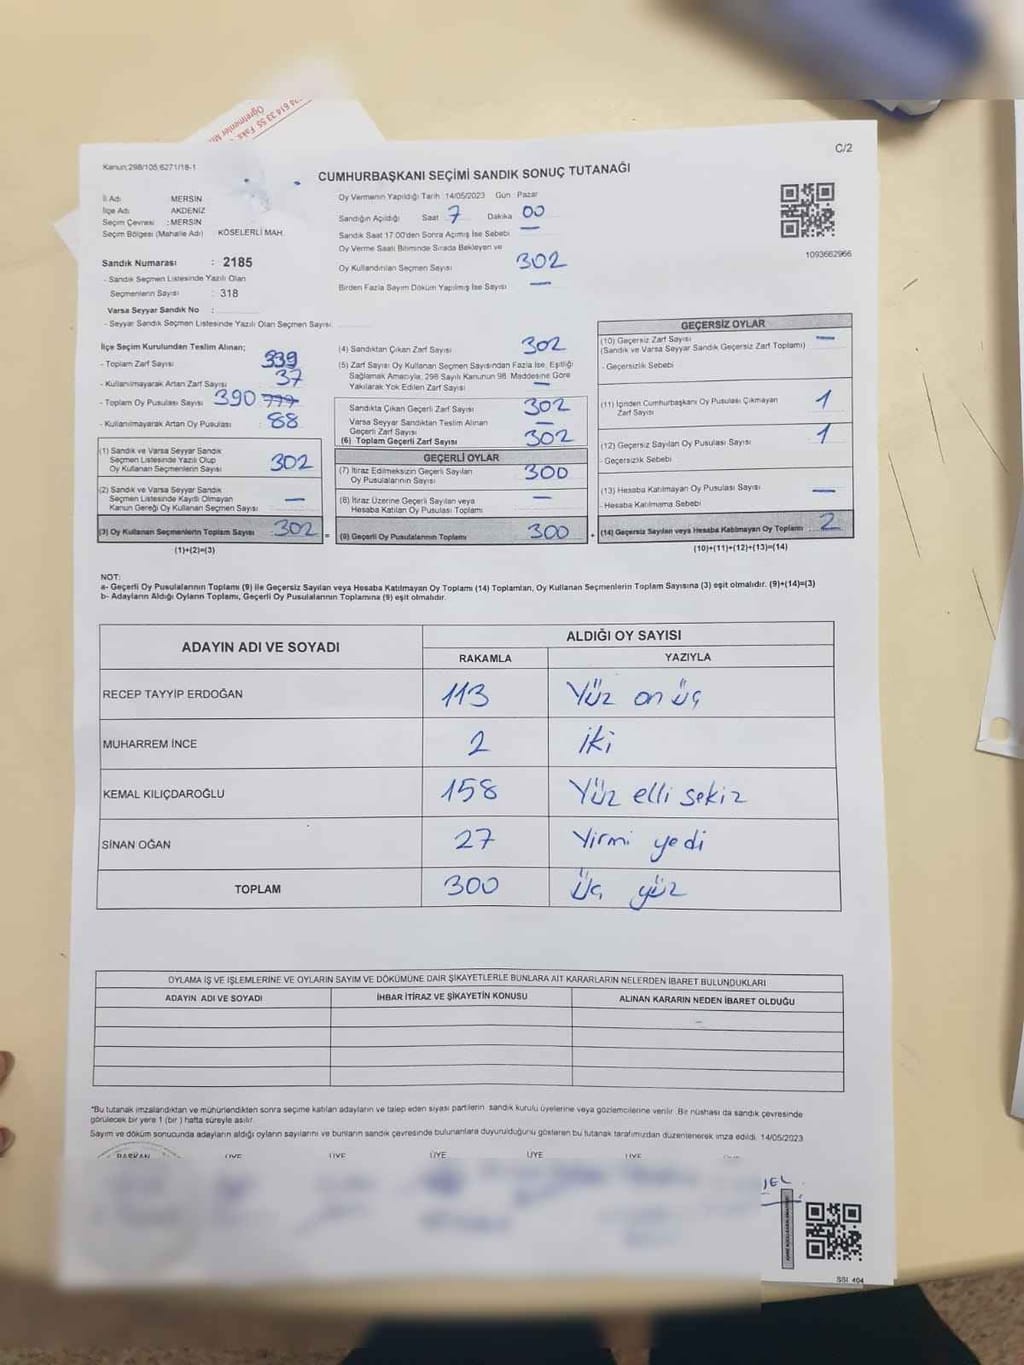 614 33 55 Faks
Öğretmenler M
C/2
Kanun:298/105;6271/18-1
CUMHURBAŞKANI SEÇİMİ SANDIK SONUÇ TUTANAĞI
İl Adı MERSİN
İlçe Adı AKDENİZ
Seçim Çevresi : MERSİN
Seçim Bölgesi (Mahalle Adı) : KÖSELERLİ MAH.
Sandık Numarası : 2185
- Sandık Seçmen Listesinde Yazılı Olan
Seçmenlerin Sayısı : 318
Varsa Seyyar Sandık No :
- Seyyar Sandık Seçmen Listesinde Yazılı Olan Seçmen Sayısı:
Oy Vermenin Yapıldığı Tarih : 14/05/2023 Gün : Pazar
Sandığın Açıldığı Saat 7 Dakika 00
Sandık Saat 17:00'den Sonra Açılmış İse Sebebi —
Oy Verme Saati Bitiminde Sırada Bekleyen ve
Oy Kullandırılan Seçmen Sayısı 302
Birden Fazla Sayım Döküm Yapılmış İse Sayısı —
1093662966
İlçe Seçim Kurulundan Teslim Alınan;
- Toplam Zarf Sayısı 339
- Kullanılmayarak Artan Zarf Sayısı 37
- Toplam Oy Pusulası Sayısı 390
- Kullanılmayarak Artan Oy Pusulası 88
(1) Sandık ve Varsa Seyyar Sandık
Seçmen Listesinde Yazılı Olup
Oy Kullanan Seçmenlerin Sayısı 302
(2) Sandık ve Varsa Seyyar Sandık
Seçmen Listesinde Kaydı Olmayan
Kanun Gereği Oy Kullanan Seçmen Sayısı —
(3) Oy Kullanan Seçmenlerin Toplam Sayısı 302 =
(1)+(2)=(3)
(4) Sandıktan Çıkan Zarf Sayısı 302
(5) Zarf Sayısı Oy Kullanan Seçmen Sayısından Fazla İse, Eşitliği
Sağlamak Amacıyla, 298 Sayılı Kanunun 98. Maddesine Göre
Yakılarak Yok Edilen Zarf Sayısı —
Sandıkta Çıkan Geçerli Zarf Sayısı 302
Varsa Seyyar Sandıktan Teslim Alınan
Geçerli Zarf Sayısı —
(6) Toplam Geçerli Zarf Sayısı 302
GEÇERLİ OYLAR
(7) İtiraz Edilmeksizin Geçerli Sayılan
Oy Pusulalarının Sayısı 300
(8) İtiraz Üzerine Geçerli Sayılan veya
Hesaba Katılan Oy Pusulası Toplamı —
(9) Geçerli Oy Pusulalarının Toplamı 300 +
GEÇERSİZ OYLAR
(10) Geçersiz Zarf Sayısı —
(Sandık ve Varsa Seyyar Sandık Geçersiz Zarf Toplamı)
- Geçersizlik Sebebi
(11) İçinden Cumhurbaşkanı Oy Pusulası Çıkmayan
Zarf Sayısı 1
(12) Geçersiz Sayılan Oy Pusulası Sayısı 1
- Geçersizlik Sebebi
(13) Hesaba Katılmayan Oy Pusulası Sayısı —
- Hesaba Katılmama Sebebi
(14) Geçersiz Sayılan veya Hesaba Katılmayan Oy Toplamı : 2
(10)+(11)+(12)+(13)=(14)
NOT:
a- Geçerli Oy Pusulalarının Toplamı (9) ile Geçersiz Sayılan veya Hesaba Katılmayan Oy Toplamı (14) Toplamları, Oy Kullanan Seçmenlerin Toplam Sayısına (3) eşit olmalıdır. (9)+(14)=(3)
b- Adayların Aldığı Oyların Toplamı, Geçerli Oy Pusulalarının Toplamına (9) eşit olmalıdır.
ADAYIN ADI VE SOYADI ALDIĞI OY SAYISI
RAKAMLA YAZIYLA
RECEP TAYYİP ERDOĞAN 113 Yüz on üç
MUHARREM İNCE 2 iki
KEMAL KILIÇDAROĞLU 158 Yüz elli sekiz
SİNAN OĞAN 27 Yirmi yedi
TOPLAM 300 Üç yüz
OYLAMA İŞ VE İŞLEMLERİNE VE OYLARIN SAYIM VE DÖKÜMÜNE DAİR ŞİKAYETLERLE BUNLARA AİT KARARLARIN NELERDEN İBARET BULUNDUKLARI
ADAYIN ADI VE SOYADI İHBAR İTİRAZ VE ŞİKAYETİN KONUSU ALINAN KARARIN NEDEN İBARET OLDUĞU
*Bu tutanak imzalandıktan ve mühürlendikten sonra seçime katılan adayların ve talep eden siyasi partilerin sandık kurulu üyelerine veya gözlemcilerine verilir. Bir nüshası da sandık çevresinde
görülecek bir yere 1 (bir) hafta süreyle asılır.
Sayım ve döküm sonucunda adayların aldığı oyların sayılarını ve bunların sandık çevresinde bulunanlara duyurulduğunu gösteren bu tutanak tarafımızdan düzenlenerek imza edildi. 14/05/2023
BAŞKAN ÜYE ÜYE ÜYE ÜYE ÜYE
SSI_404